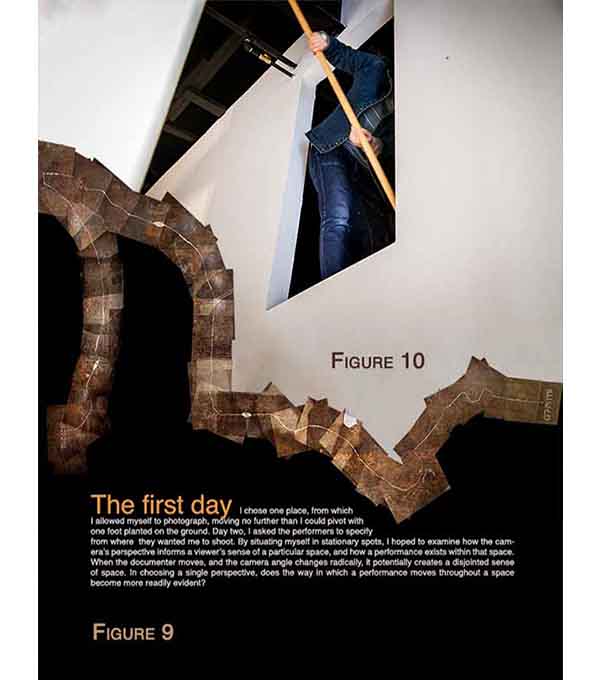 FIGURE 10
The first day I chose one place, from which
I allowed myself to photograph, moving no further than I could pivot with
one foot planted on the ground. Day two, I asked the performers to specify
from where they wanted me to shoot. By situating myself in stationary spots, I hoped to examine how the cam-
era's perspective informs a viewer's sense of a particular space, and how a performance exists within that space.
When the documenter moves, and the camera angle changes radically, it potentially creates a disjointed sense
of space. In choosing a single perspective, does the way in which a performance moves throughout a space
become more readily evident?
FIGURE 9